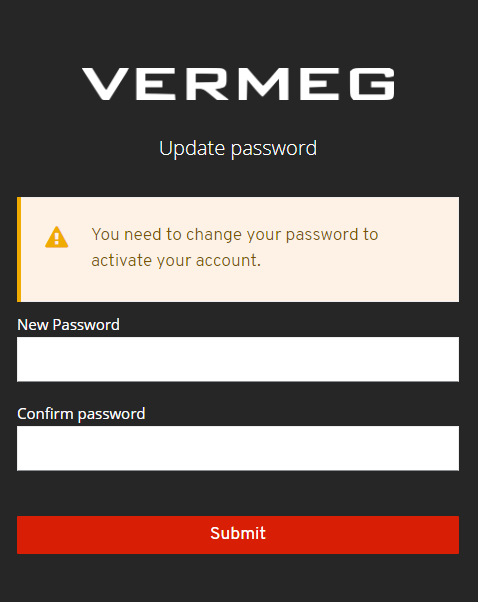 VERMEG
Update password
You need to change your password to
activate your account.
New Password
Confirm password
Submit